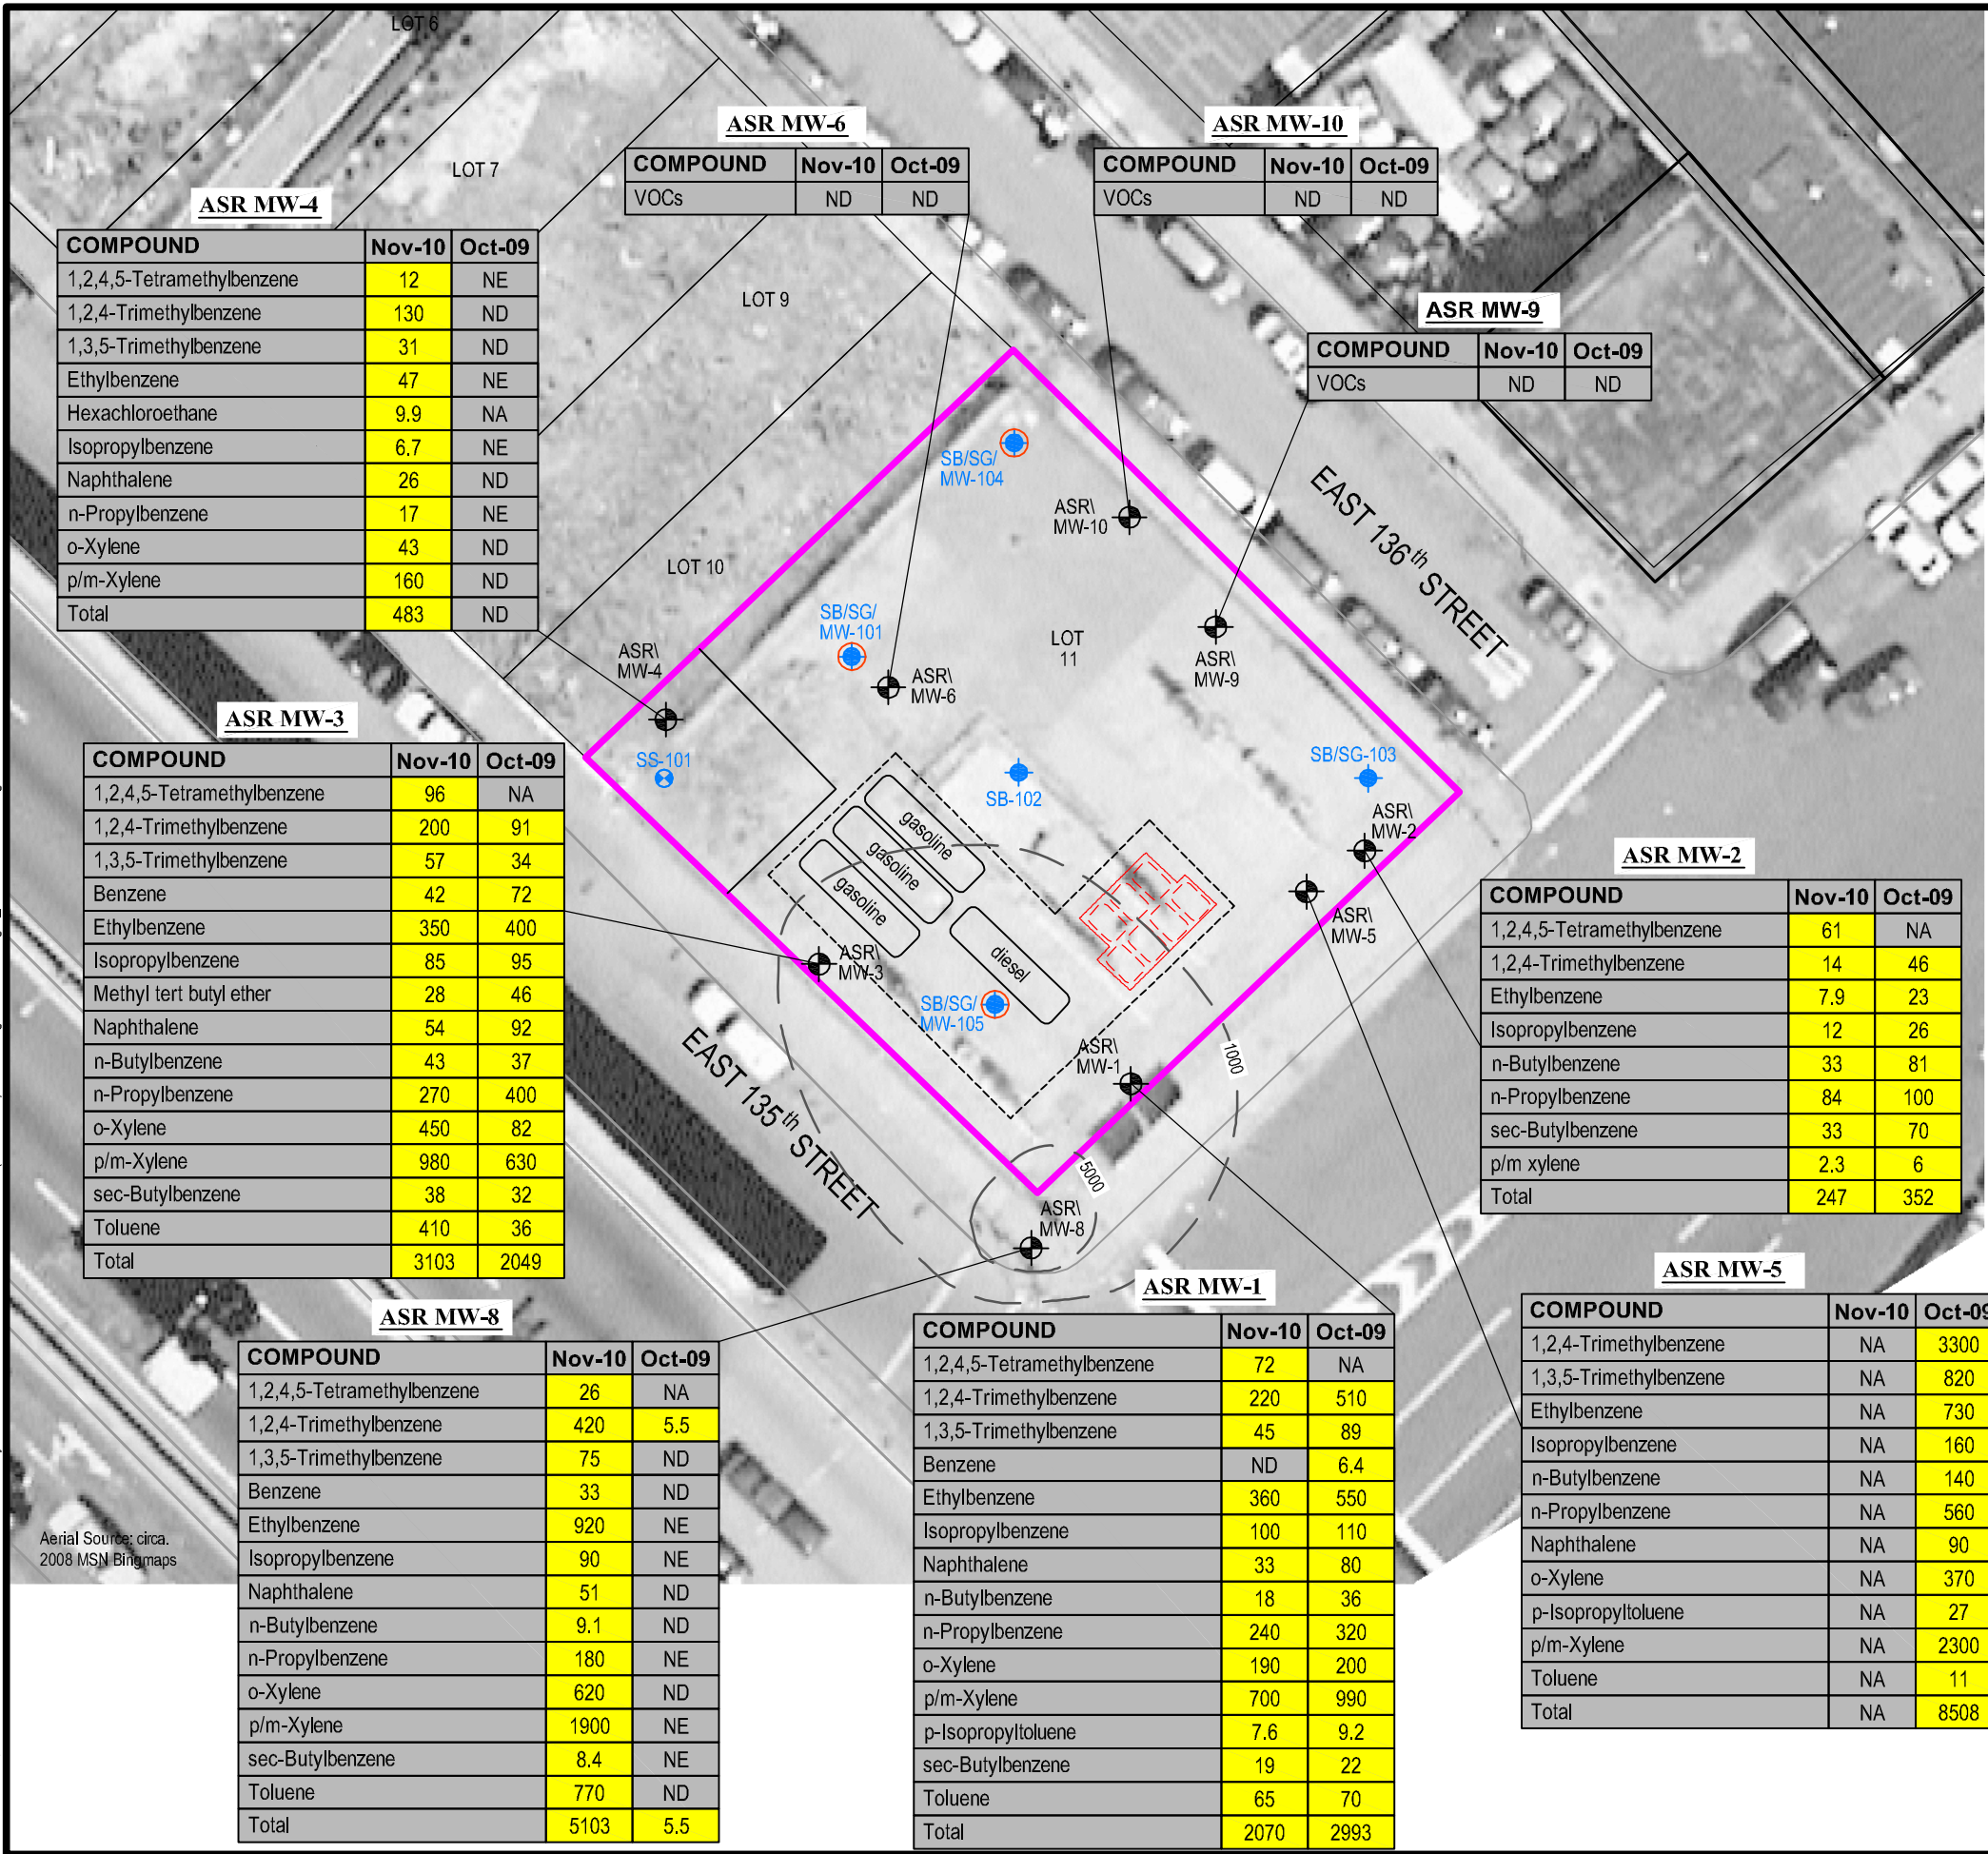 LOT 6
LOT 7
LOT 9
LOT 10
LOT
11
ASR MW-6
COMPOUND Nov-10 Oct-09
VOCs ND ND
ASR MW-10
COMPOUND Nov-10 Oct-09
VOCs ND ND
ASR MW-4
COMPOUND Nov-10 Oct-09
1,2,4,5-Tetramethylbenzene 12 NE
1,2,4-Trimethylbenzene 130 ND
1,3,5-Trimethylbenzene 31 ND
Ethylbenzene 47 NE
Hexachloroethane 9.9 NA
Isopropylbenzene 6.7 NE
Naphthalene 26 ND
n-Propylbenzene 17 NE
o-Xylene 43 ND
p/m-Xylene 160 ND
Total 483 ND
ASR MW-9
COMPOUND Nov-10 Oct-09
VOCs ND ND
EAST 136th STREET
SB/SG/
MW-104
ASR\
MW-10
SB/SG/
MW-101
ASR\
MW-4
ASR\
MW-6
ASR\
MW-9
SS-101
SB-102
SB/SG-103
ASR\
MW-2
ASR\
MW-5
gasoline
gasoline
gasoline
diesel
ASR\
MW-3
SB/SG/
MW-105
ASR\
MW-1
1000
5000
ASR\
MW-8
EAST 135th STREET
ASR MW-3
COMPOUND Nov-10 Oct-09
1,2,4,5-Tetramethylbenzene 96 NA
1,2,4-Trimethylbenzene 200 91
1,3,5-Trimethylbenzene 57 34
Benzene 42 72
Ethylbenzene 350 400
Isopropylbenzene 85 95
Methyl tert butyl ether 28 46
Naphthalene 54 92
n-Butylbenzene 43 37
n-Propylbenzene 270 400
o-Xylene 450 82
p/m-Xylene 980 630
sec-Butylbenzene 38 32
Toluene 410 36
Total 3103 2049
ASR MW-2
COMPOUND Nov-10 Oct-09
1,2,4,5-Tetramethylbenzene 61 NA
1,2,4-Trimethylbenzene 14 46
Ethylbenzene 7.9 23
Isopropylbenzene 12 26
n-Butylbenzene 33 81
n-Propylbenzene 84 100
sec-Butylbenzene 33 70
p/m xylene 2.3 6
Total 247 352
ASR MW-8
COMPOUND Nov-10 Oct-09
1,2,4,5-Tetramethylbenzene 26 NA
1,2,4-Trimethylbenzene 420 5.5
1,3,5-Trimethylbenzene 75 ND
Benzene 33 ND
Ethylbenzene 920 NE
Isopropylbenzene 90 NE
Naphthalene 51 ND
n-Butylbenzene 9.1 ND
n-Propylbenzene 180 NE
o-Xylene 620 ND
p/m-Xylene 1900 NE
sec-Butylbenzene 8.4 NE
Toluene 770 ND
Total 5103 5.5
ASR MW-1
COMPOUND Nov-10 Oct-09
1,2,4,5-Tetramethylbenzene 72 NA
1,2,4-Trimethylbenzene 220 510
1,3,5-Trimethylbenzene 45 89
Benzene ND 6.4
Ethylbenzene 360 550
Isopropylbenzene 100 110
Naphthalene 33 80
n-Butylbenzene 18 36
n-Propylbenzene 240 320
o-Xylene 190 200
p/m-Xylene 700 990
p-Isopropyltoluene 7.6 9.2
sec-Butylbenzene 19 22
Toluene 65 70
Total 2070 2993
ASR MW-5
COMPOUND Nov-10 Oct-09
1,2,4-Trimethylbenzene NA 3300
1,3,5-Trimethylbenzene NA 820
Ethylbenzene NA 730
Isopropylbenzene NA 160
n-Butylbenzene NA 140
n-Propylbenzene NA 560
Naphthalene NA 90
o-Xylene NA 370
p-Isopropyltoluene NA 27
p/m-Xylene NA 2300
Toluene NA 11
Total NA 8508
Aerial Source: circa.
2008 MSN Bingmaps